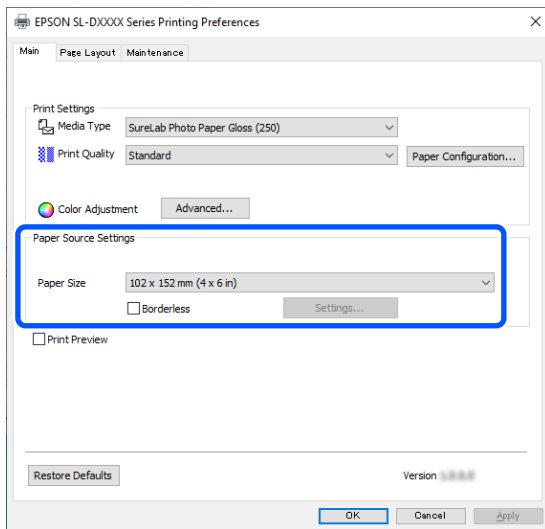 EPSON SL-DXXXX Series Printing Preferences
Main Page Layout Maintenance
Print Settings
Media Type SureLab Photo Paper Gloss (250)
Print Quality Standard Paper Configuration...
Color Adjustment Advanced...
Paper Source Settings
Paper Size 102 x 152 mm (4 x 6 in)
Borderless Settings...
Print Preview
Restore Defaults Version
OK Cancel Apply